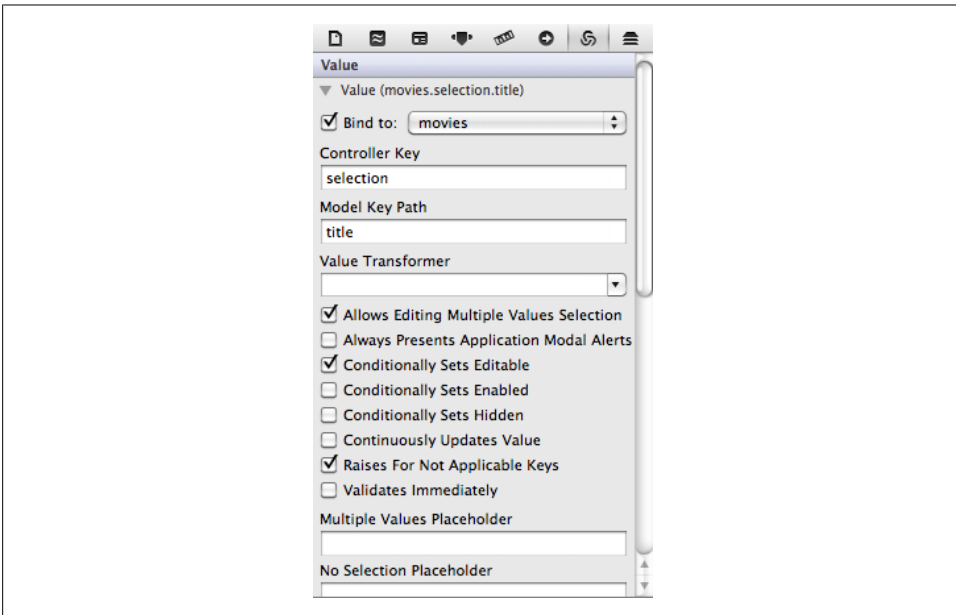 Value
Value (movies.selection.title)
Bind to: movies
Controller Key
selection
Model Key Path
title
Value Transformer
Allows Editing Multiple Values Selection
Always Presents Application Modal Alerts
Conditionally Sets Editable
Conditionally Sets Enabled
Conditionally Sets Hidden
Continuously Updates Value
Raises For Not Applicable Keys
Validates Immediately
Multiple Values Placeholder
No Selection Placeholder